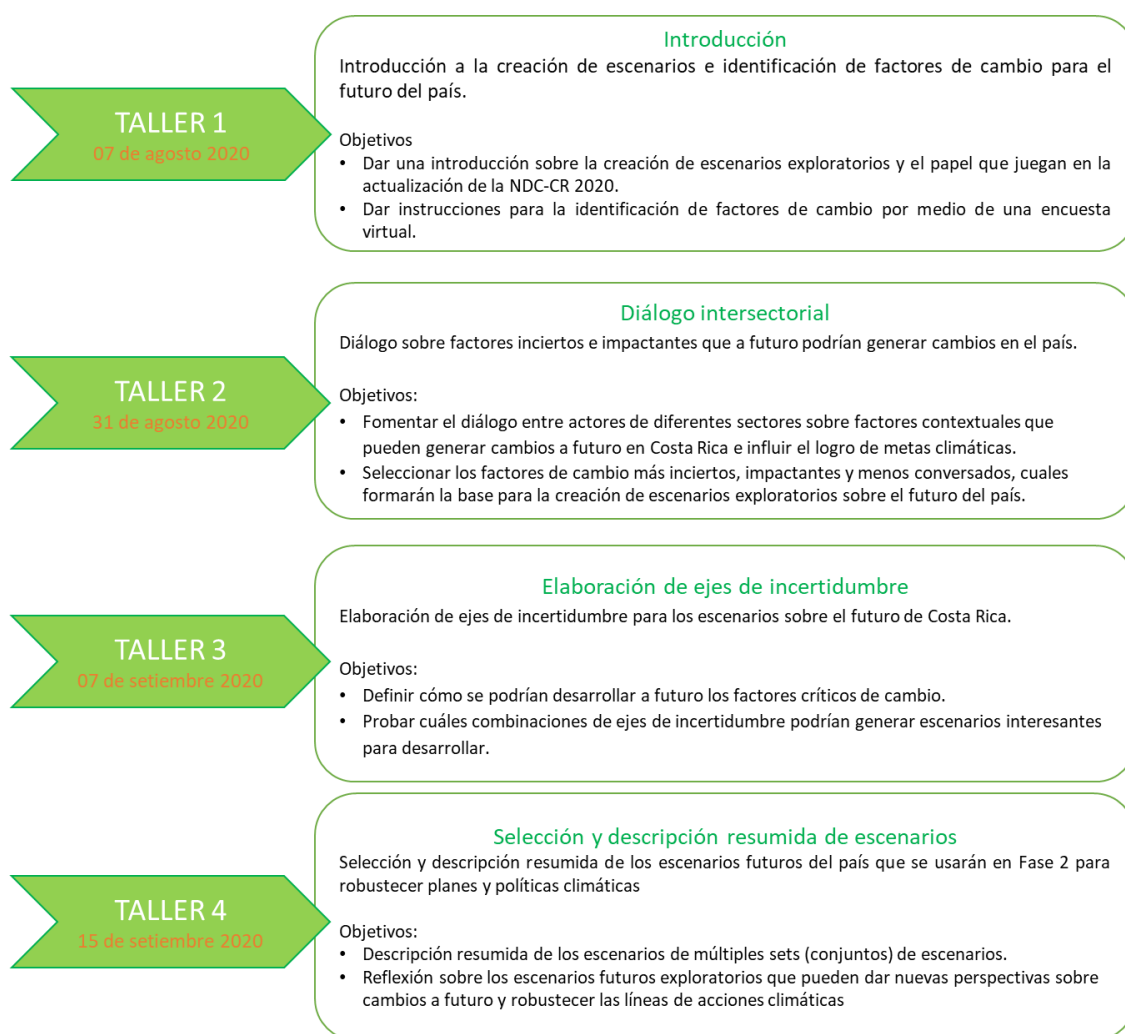 TALLER 1
07 de agosto 2020
Introducción
Introducción a la creación de escenarios e identificación de factores de cambio para el
futuro del país.
Objetivos
• Dar una introducción sobre la creación de escenarios exploratorios y el papel que juegan en la
actualización de la NDC-CR 2020.
• Dar instrucciones para la identificación de factores de cambio por medio de una encuesta
virtual.
TALLER 2
31 de agosto 2020
Diálogo intersectorial
Diálogo sobre factores inciertos e impactantes que a futuro podrían generar cambios en el país.
Objetivos:
• Fomentar el diálogo entre actores de diferentes sectores sobre factores contextuales que
pueden generar cambios a futuro en Costa Rica e influir el logro de metas climáticas.
• Seleccionar los factores de cambio más inciertos, impactantes y menos conversados, cuales
formarán la base para la creación de escenarios exploratorios sobre el futuro del país.
TALLER 3
07 de setiembre 2020
Elaboración de ejes de incertidumbre
Elaboración de ejes de incertidumbre para los escenarios sobre el futuro de Costa Rica.
Objetivos:
• Definir cómo se podrían desarrollar a futuro los factores críticos de cambio.
• Probar cuáles combinaciones de ejes de incertidumbre podrían generar escenarios interesantes
para desarrollar.
TALLER 4
15 de setiembre 2020
Selección y descripción resumida de escenarios
Selección y descripción resumida de los escenarios futuros del país que se usarán en Fase 2 para
robustecer planes y políticas climáticas
Objetivos:
• Descripción resumida de los escenarios de múltiples sets (conjuntos) de escenarios.
• Reflexión sobre los escenarios futuros exploratorios que pueden dar nuevas perspectivas sobre
cambios a futuro y robustecer las líneas de acciones climáticas